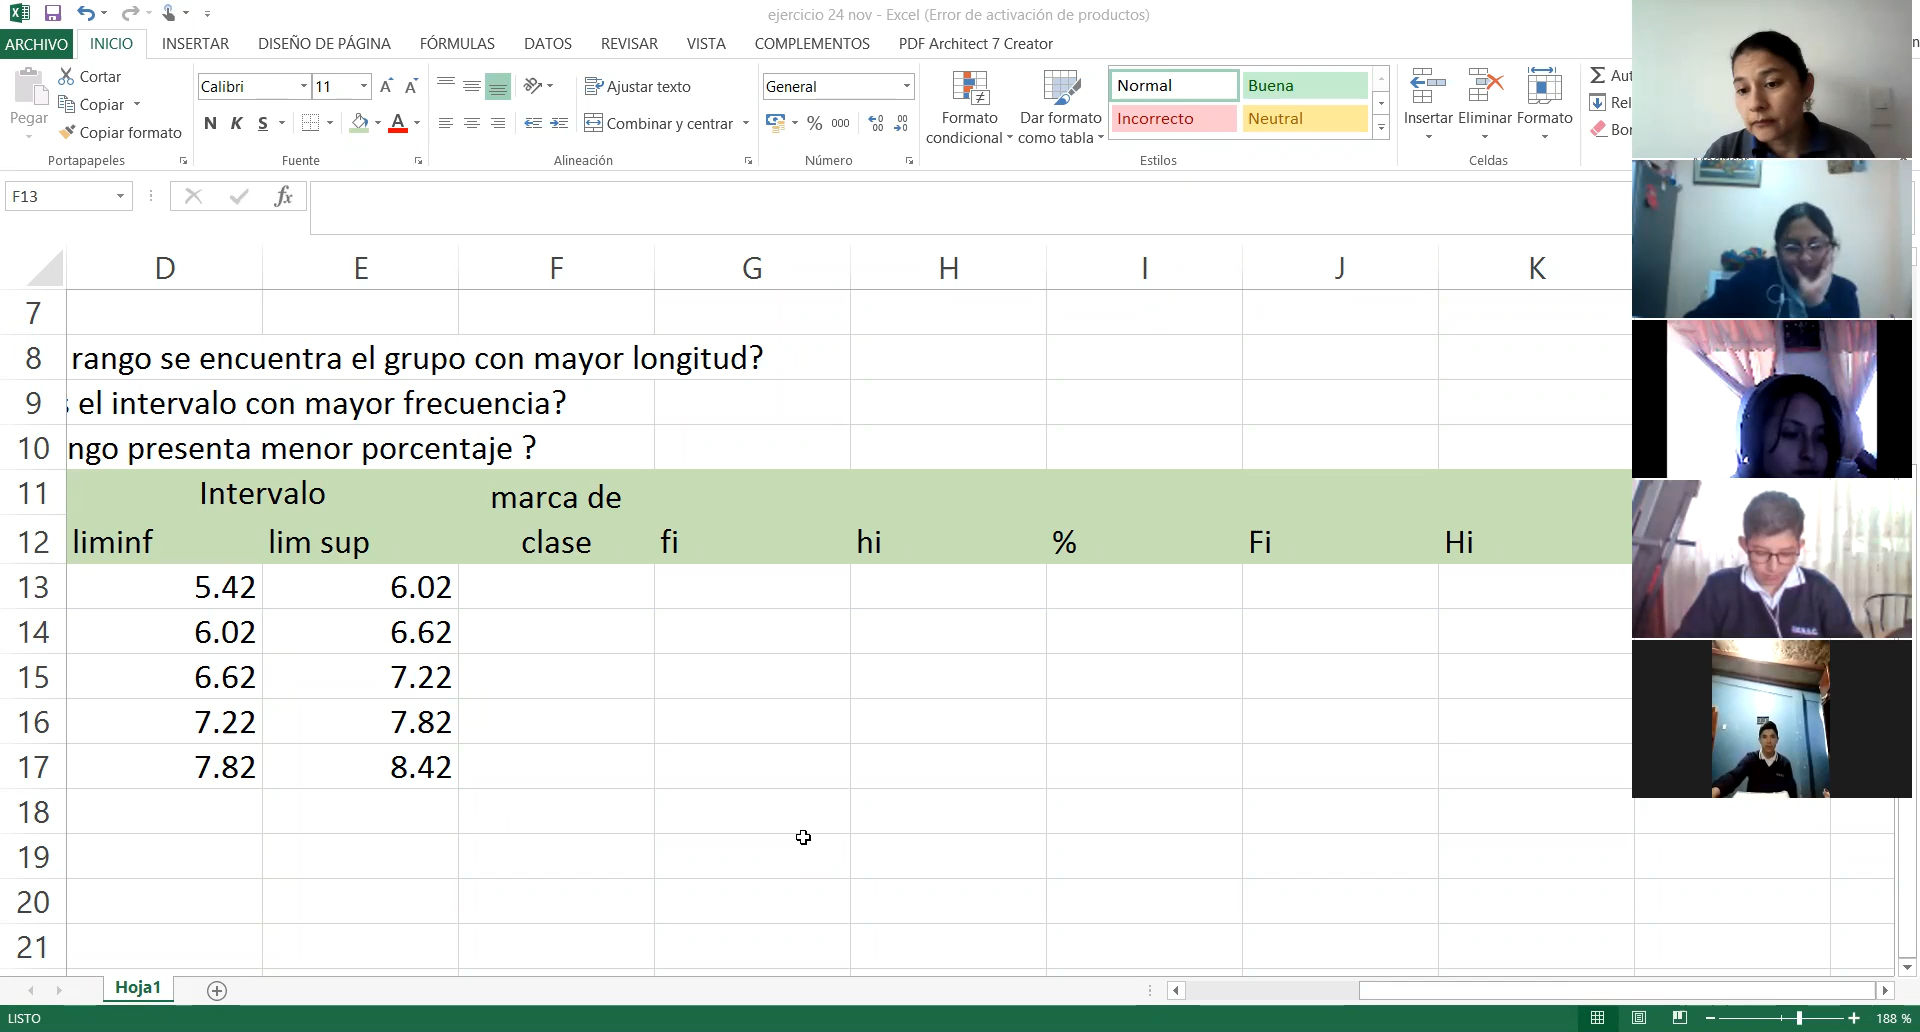 ejercicio 24 nov - Excel (Error de activación de productos)
ARCHIVO INICIO INSERTAR DISEÑO DE PÁGINA FÓRMULAS DATOS REVISAR VISTA COMPLEMENTOS PDF Architect 7 Creator
Pegar
Cortar
Copiar
Copiar formato
Portapapeles
Calibri 11
N K S
Fuente
Ajustar texto
Combinar y centrar
Alineación
General
% 000
Número
Formato condicional
Dar formato como tabla
Normal Buena
Incorrecto Neutral
Estilos
Insertar Eliminar Formato
Celdas
Σ Aut
Rel
Bor
F13
fx
D E F G H I J K
7
8 rango se encuentra el grupo con mayor longitud?
9 el intervalo con mayor frecuencia?
10 ngo presenta menor porcentaje ?
11 Intervalo marca de
12 liminf lim sup clase fi hi % Fi Hi
13 5.42 6.02
14 6.02 6.62
15 6.62 7.22
16 7.22 7.82
17 7.82 8.42
18
19
20
21
Hoja1
LISTO
188 %